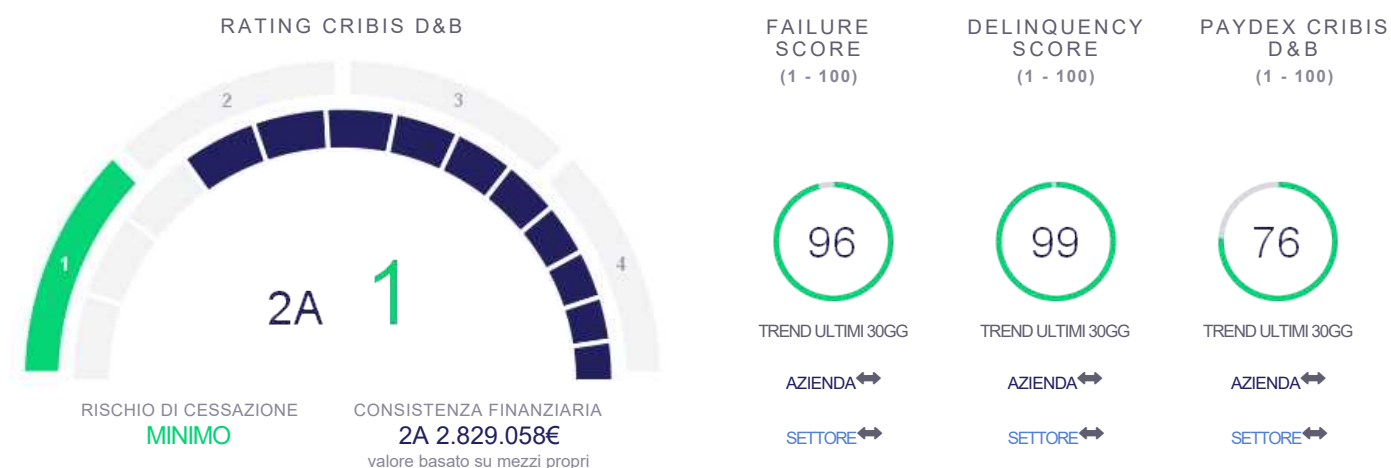 RATING CRIBIS D&B
2
3
1
4
2A 1
RISCHIO DI CESSAZIONE
MINIMO
CONSISTENZA FINANZIARIA
2A 2.829.058€
valore basato su mezzi propri
FAILURE
SCORE
(1 - 100)
96
TREND ULTIMI 30GG
AZIENDA
SETTORE
DELINQUENCY
SCORE
(1 - 100)
99
TREND ULTIMI 30GG
AZIENDA
SETTORE
PAYDEX CRIBIS
D&B
(1 - 100)
76
TREND ULTIMI 30GG
AZIENDA
SETTORE